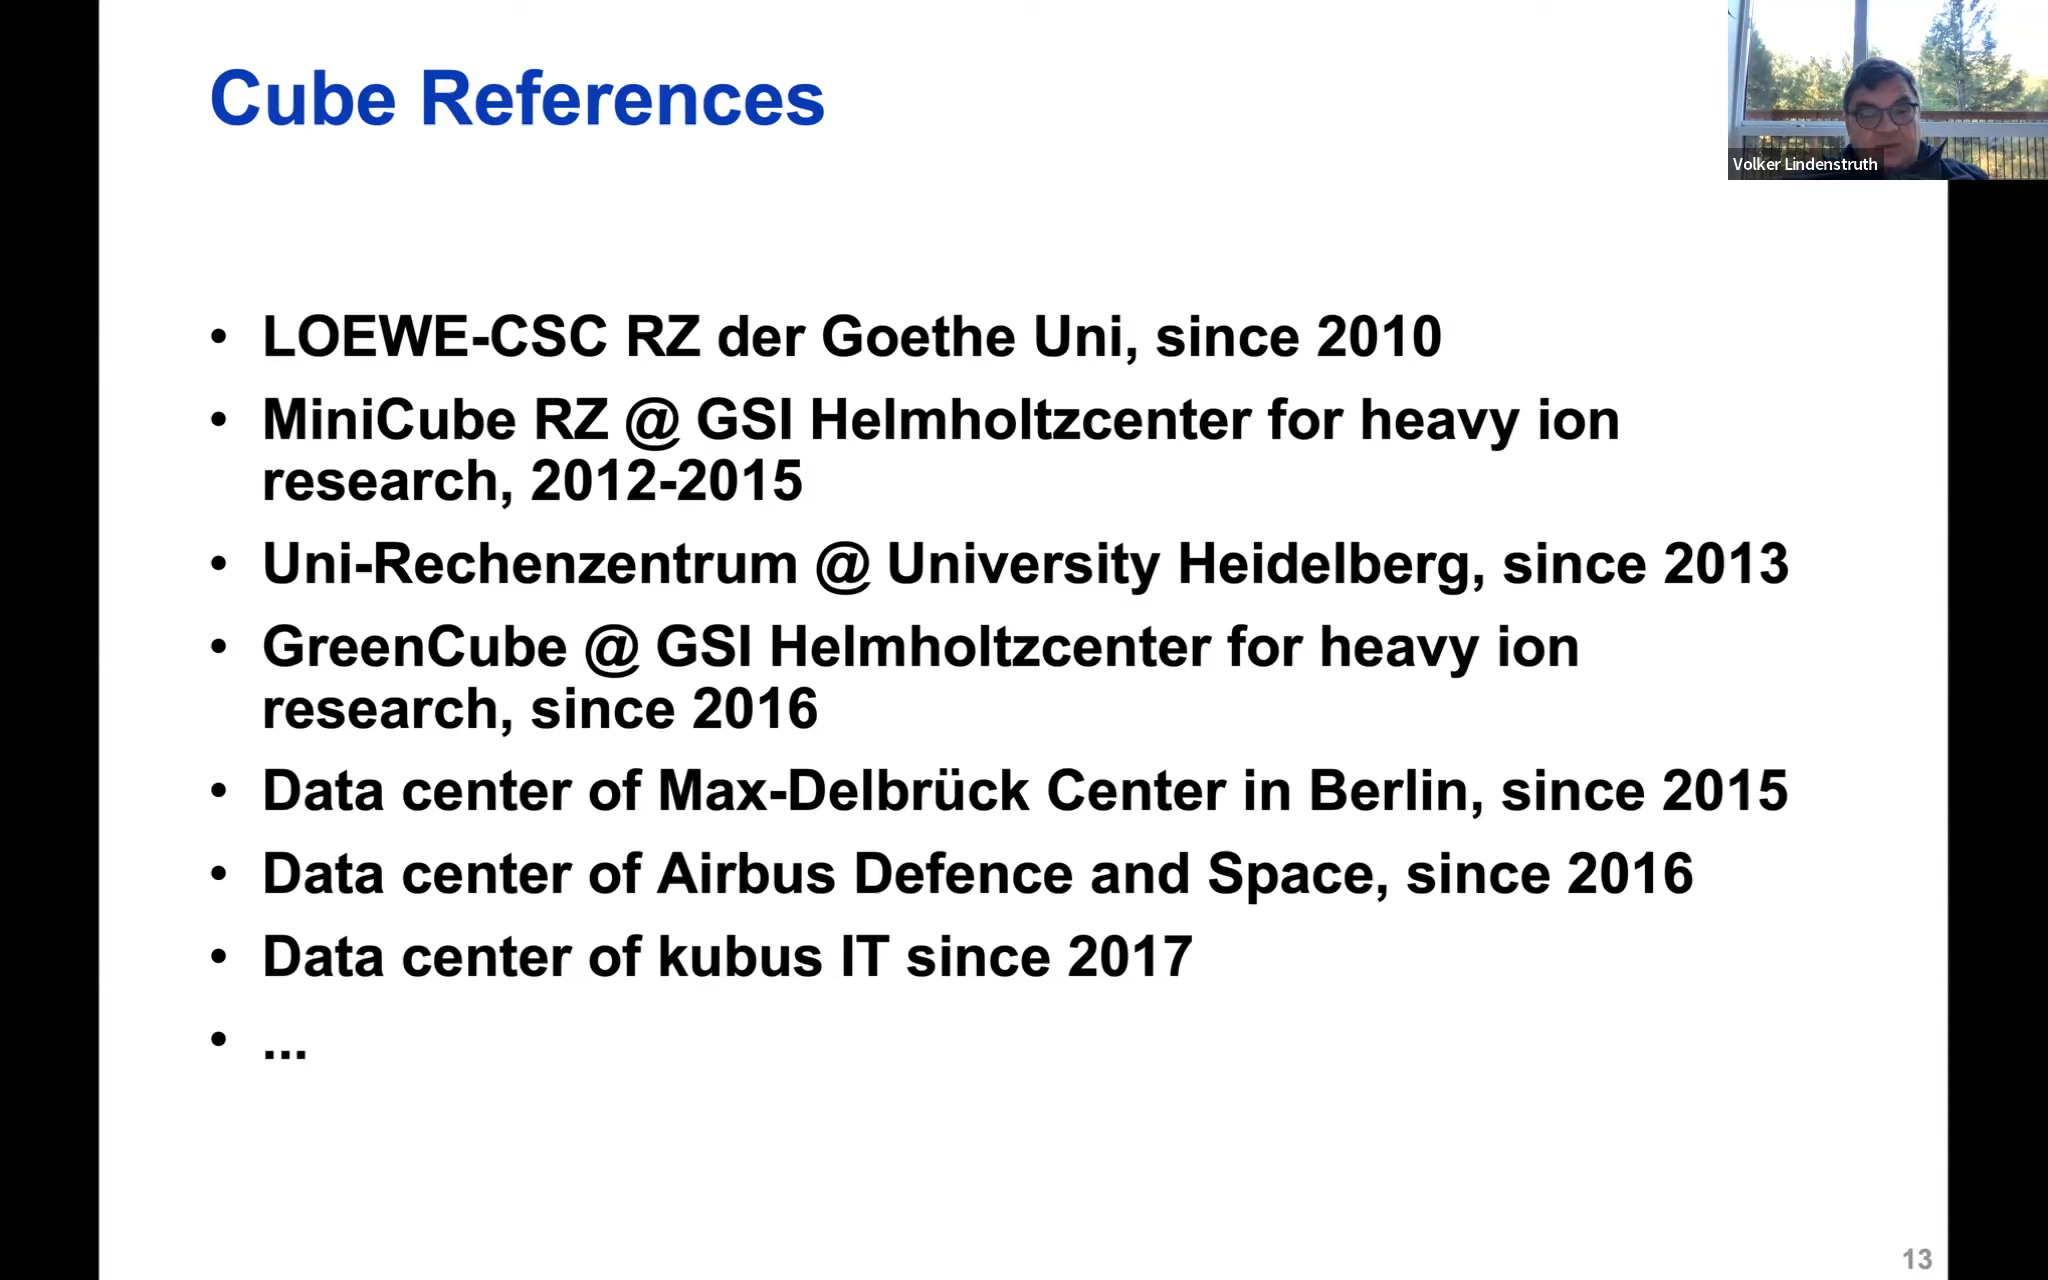 Cube References
Volker Lindenstruth
• LOEWE-CSC RZ der Goethe Uni, since 2010
• MiniCube RZ @ GSI Helmholtzcenter for heavy ion
research, 2012-2015
• Uni-Rechenzentrum @ University Heidelberg, since 2013
• GreenCube @ GSI Helmholtzcenter for heavy ion
research, since 2016
• Data center of Max-Delbrück Center in Berlin, since 2015
• Data center of Airbus Defence and Space, since 2016
• Data center of kubus IT since 2017
• ...
13